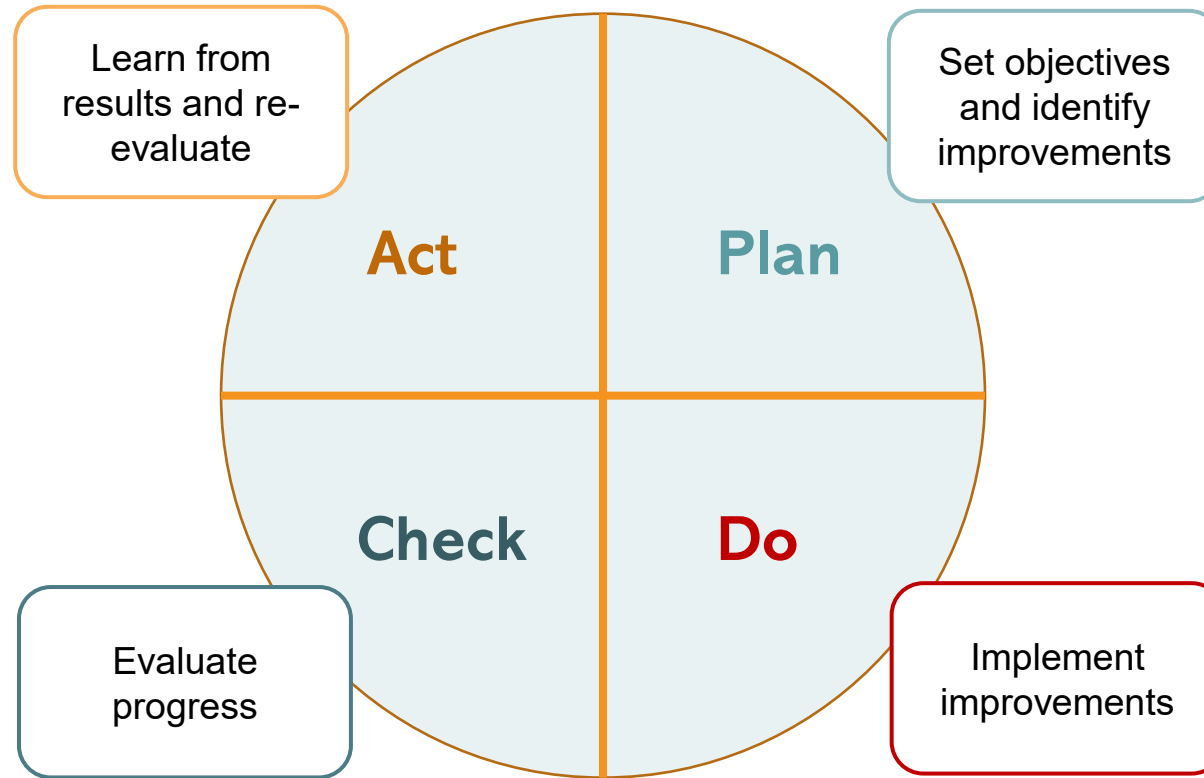 Learn from
results and re-
evaluate
Set objectives
and identify
improvements
Act
Plan
Check
Do
Evaluate
progress
Implement
improvements